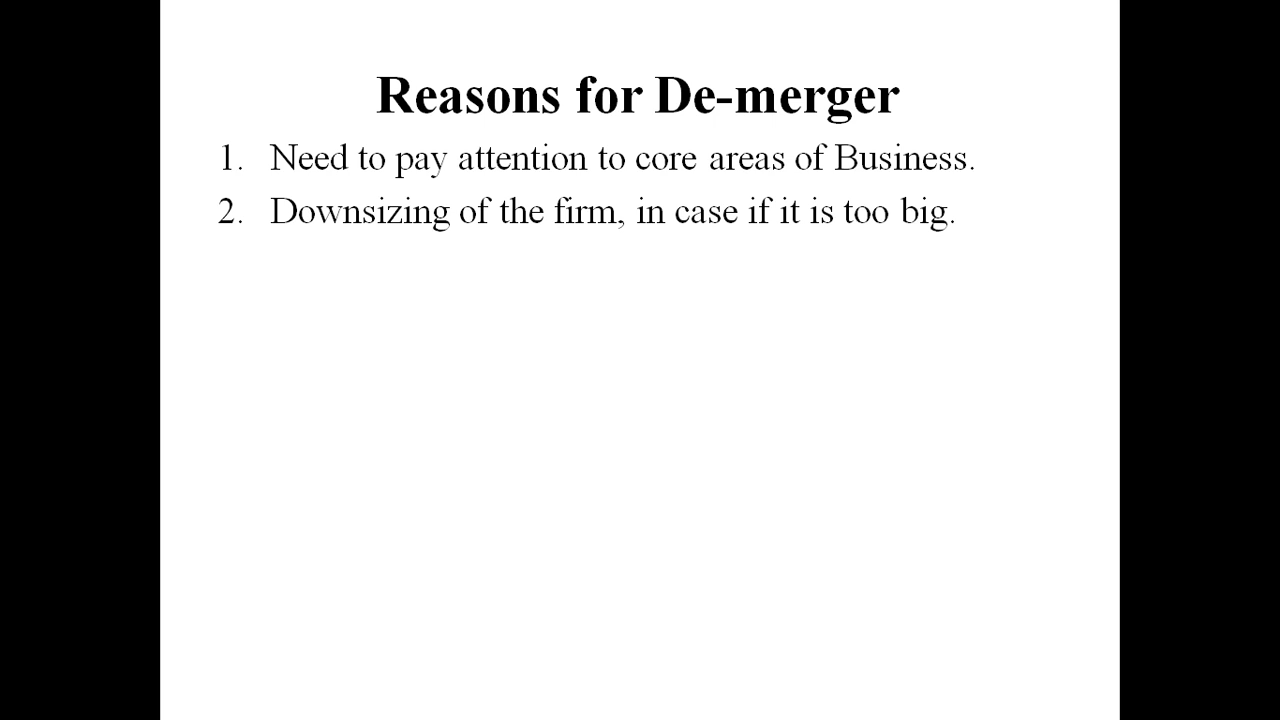 Reasons for De-merger
1. Need to pay attention to core areas of Business.
2. Downsizing of the firm, in case if it is too big.